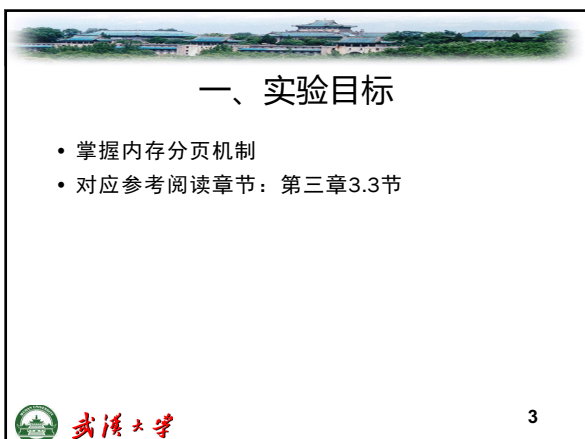 一、实验目标
• 掌握内存分页机制
• 对应参考阅读章节：第三章3.3节
武汉大学
3